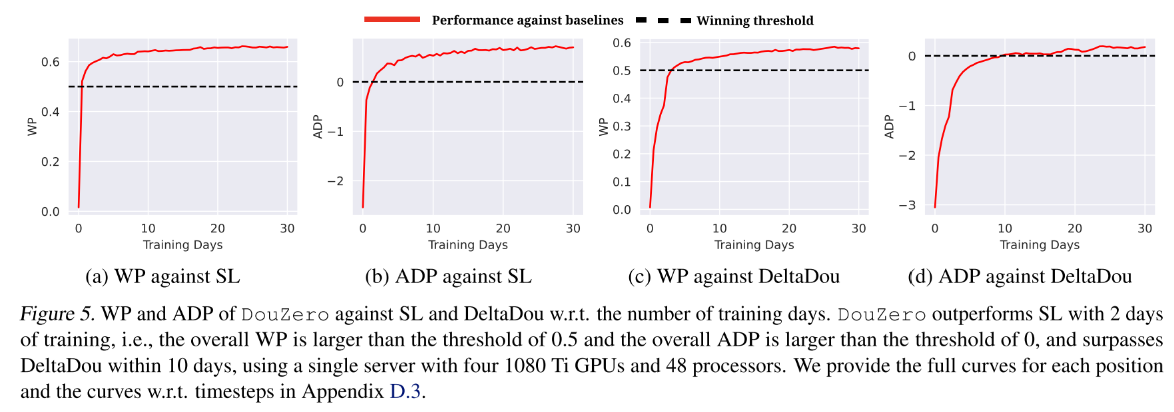 Performance against baselines Winning threshold
WP
0.6
0.4
0.2
0.0
0 10 20 30
Training Days
(a) WP against SL
ADP
0
−1
−2
0 10 20 30
Training Days
(b) ADP against SL
WP
0.6
0.5
0.4
0.3
0.2
0.1
0.0
0 10 20 30
Training Days
(c) WP against DeltaDou
ADP
0
−1
−2
−3
0 10 20 30
Training Days
(d) ADP against DeltaDou
Figure 5. WP and ADP of DouZero against SL and DeltaDou w.r.t. the number of training days. DouZero outperforms SL with 2 days
of training, i.e., the overall WP is larger than the threshold of 0.5 and the overall ADP is larger than the threshold of 0, and surpasses
DeltaDou within 10 days, using a single server with four 1080 Ti GPUs and 48 processors. We provide the full curves for each position
and the curves w.r.t. timesteps in Appendix D.3.